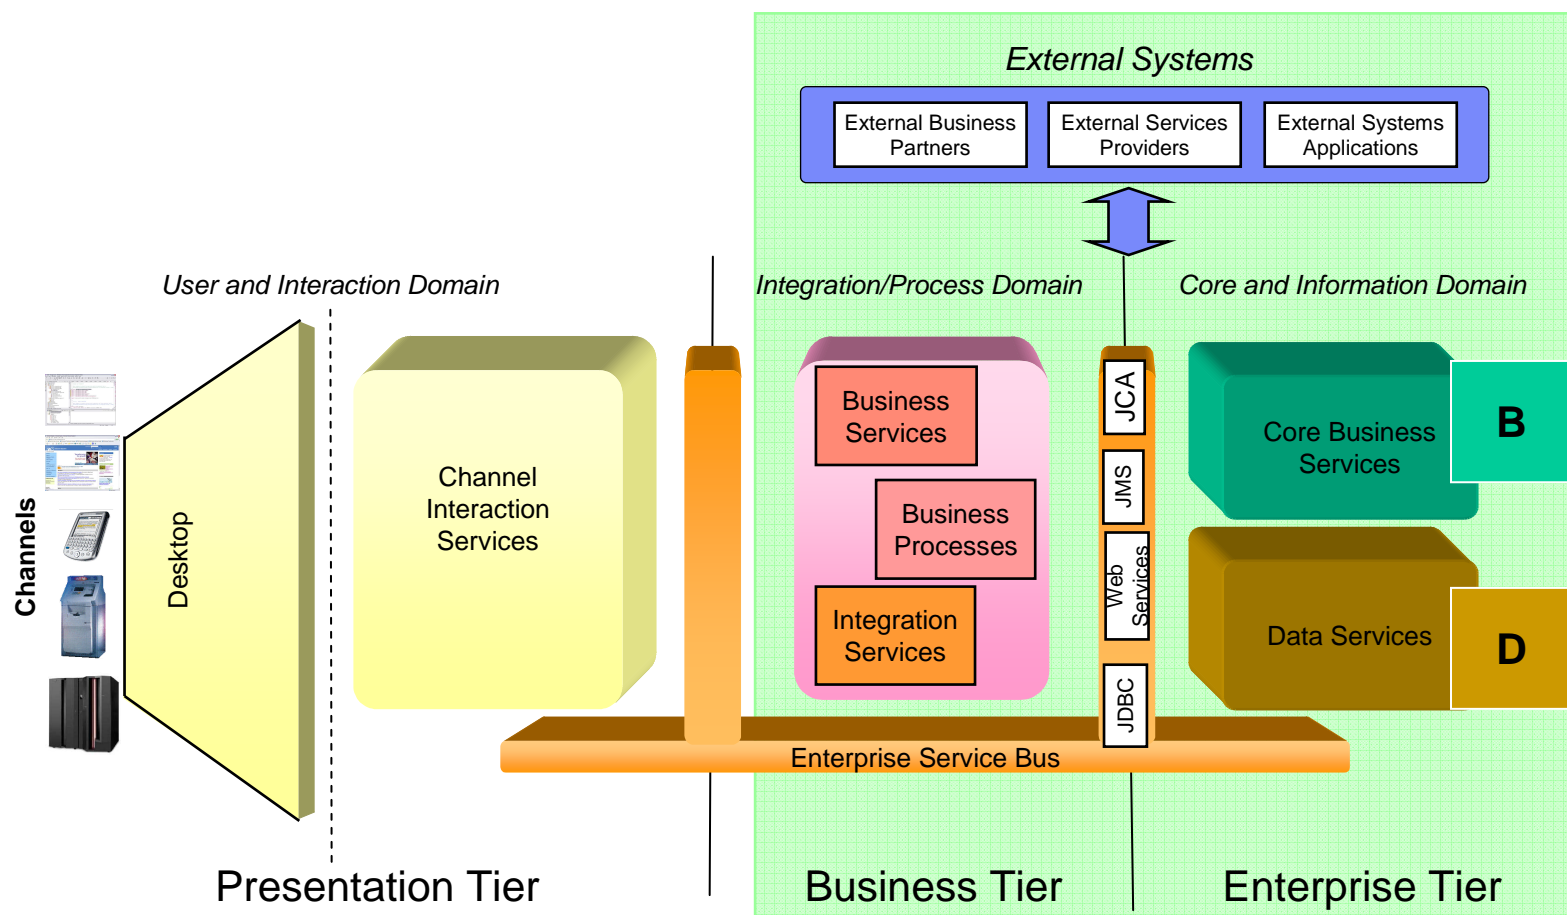 External Systems
External Business
Partners
External Services
Providers
External Systems
Applications
User and Interaction Domain
Integration/Process Domain
Core and Information Domain
Channels
Desktop
Channel
Interaction
Services
Business
Services
Business
Processes
Integration
Services
JCA
JMS
Web
Services
JDBC
Core Business
Services
B
Data Services
D
Enterprise Service Bus
Presentation Tier
Business Tier
Enterprise Tier